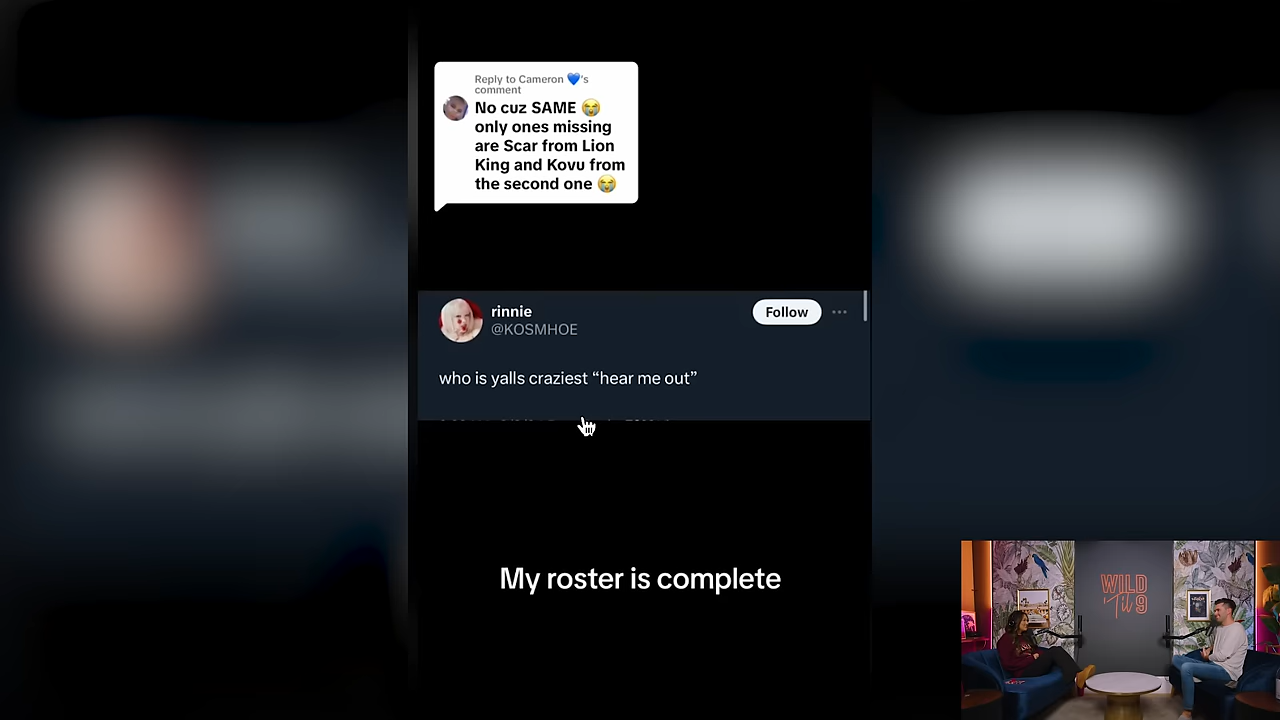 Reply to Cameron 💙's
comment
No cuz SAME 😭
only ones missing
are Scar from Lion
King and Kovu from
the second one 😭
rinnie
@KOSMHOE
Follow
who is yalls craziest “hear me out”
My roster is complete
WILD
'til 9